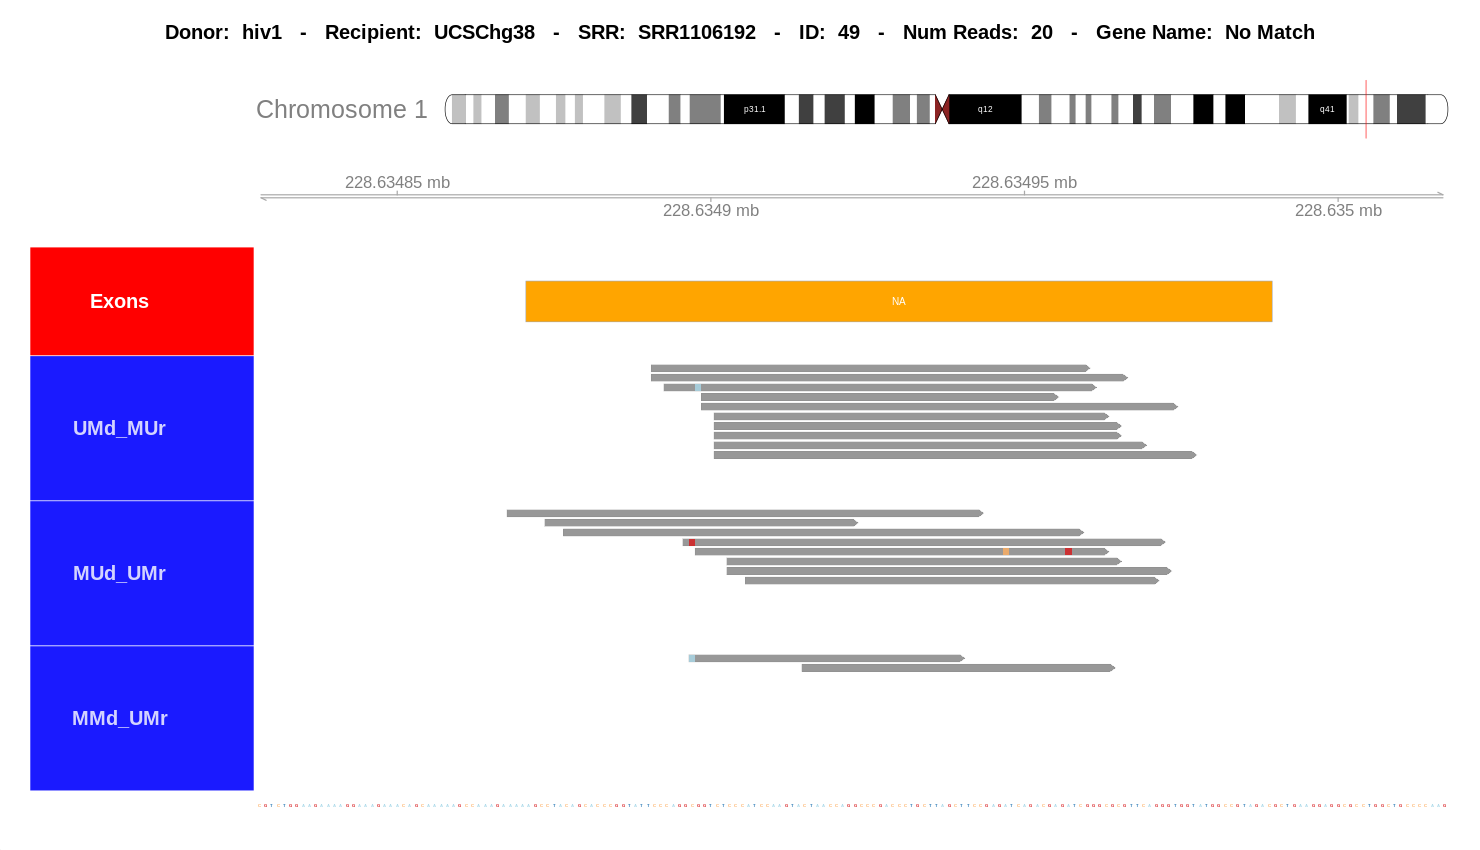 Donor: hiv1 - Recipient: UCSChg38 - SRR: SRR1106192 - ID: 49 - Num Reads: 20 - Gene Name: No Match
Chromosome 1
p31.1 q12 q41
228.63485 mb 228.63495 mb
228.6349 mb 228.635 mb
Exons
NA
UMd_MUr
MUd_UMr
MMd_UMr